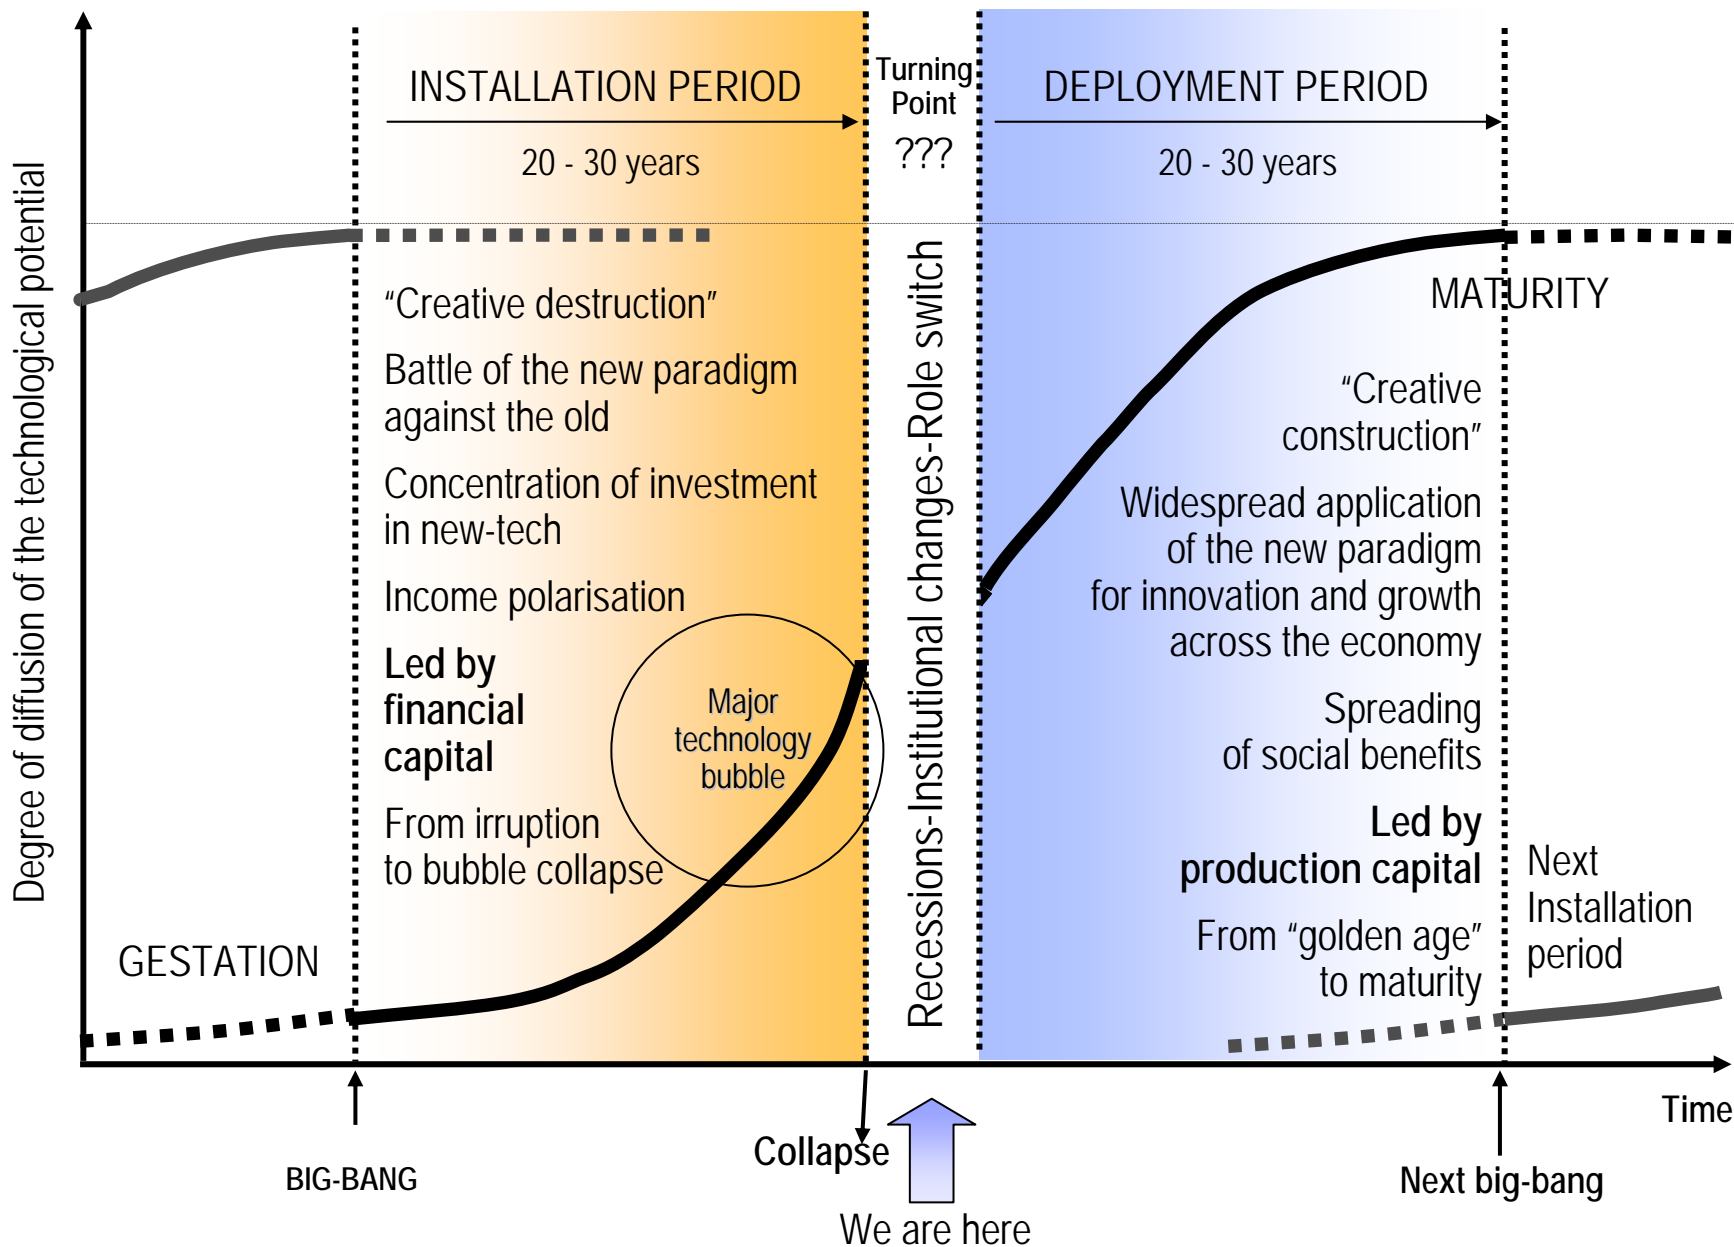 Degree of diffusion of the technological potential
INSTALLATION PERIOD
20 - 30 years
Turning
Point
???
DEPLOYMENT PERIOD
20 - 30 years
“Creative destruction”
Battle of the new paradigm
against the old
Concentration of investment
in new-tech
Income polarisation
Led by
financial
capital
From irruption
to bubble collapse
Major
technology
bubble
GESTATION
Recessions-Institutional changes-Role switch
MATURITY
“Creative
construction”
Widespread application
of the new paradigm
for innovation and growth
across the economy
Spreading
of social benefits
Led by
production capital
From “golden age”
to maturity
Next
Installation
period
Time
BIG-BANG
Collapse
We are here
Next big-bang